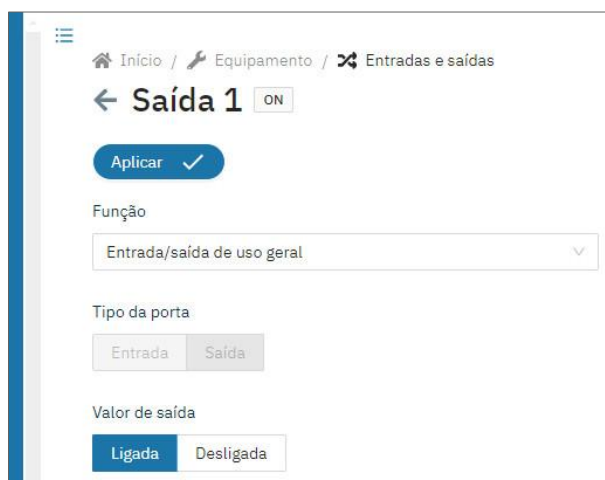 Início / Equipamento / Entradas e saídas
Saída 1 ON
Aplicar
Função
Entrada/saída de uso geral
Tipo da porta
Entrada Saída
Valor de saída
Ligada Desligada